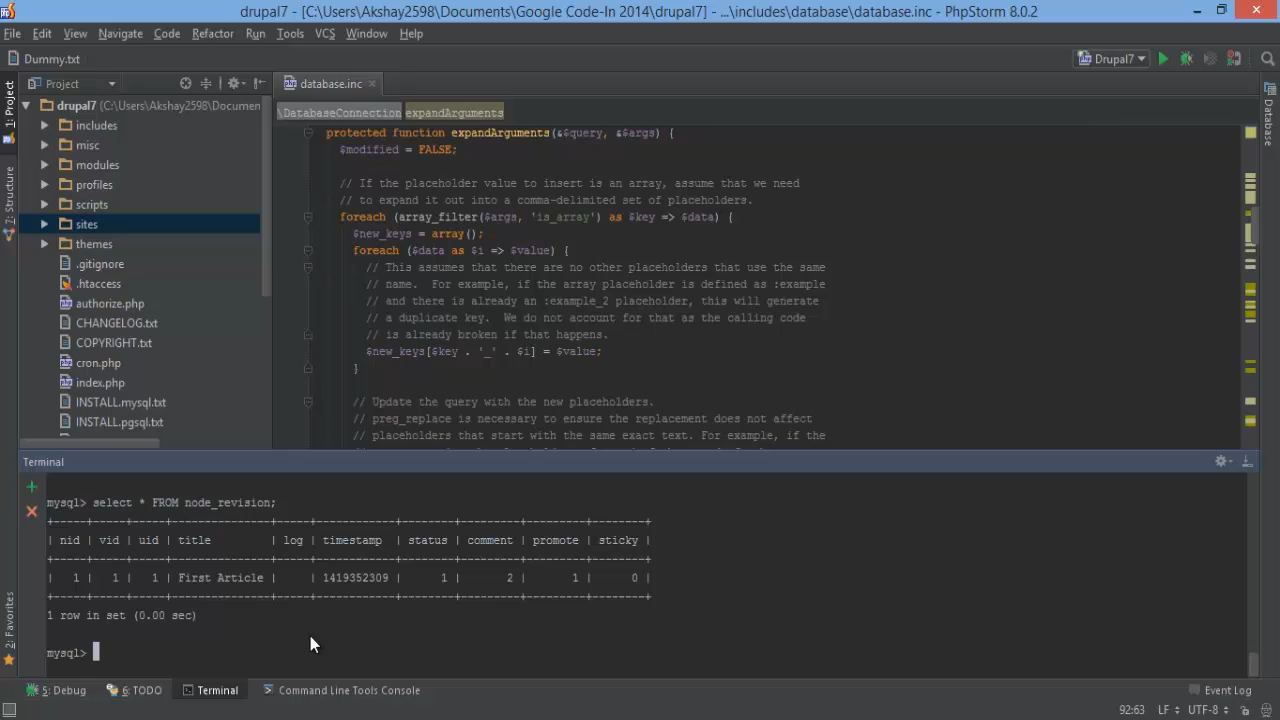 drupal7 - [C:\Users\Akshay2598\Documents\Google Code-In 2014\drupal7] - ...\includes\database\database.inc - PhpStorm 8.0.2
File Edit View Navigate Code Refactor Run Tools VCS Window Help
Dummy.txt
Drupal7
1: Project
7: Structure
2: Favorites
Database
Project
database.inc
drupal7 (C:\Users\Akshay2598\Documen
includes
misc
modules
profiles
scripts
sites
themes
.gitignore
.htaccess
authorize.php
CHANGELOG.txt
COPYRIGHT.txt
cron.php
index.php
INSTALL.mysql.txt
INSTALL.pgsql.txt
\DatabaseConnection expandArguments
protected function expandArguments(&$query, &$args) {
$modified = FALSE;
// If the placeholder value to insert is an array, assume that we need
// to expand it out into a comma-delimited set of placeholders.
foreach (array_filter($args, 'is_array') as $key => $data) {
$new_keys = array();
foreach ($data as $i => $value) {
// This assumes that there are no other placeholders that use the same
// name.  For example, if the array placeholder is defined as :example
// and there is already an :example_2 placeholder, this will generate
// a duplicate key.  We do not account for that as the calling code
// is already broken if that happens.
$new_keys[$key . '_' . $i] = $value;
}
// Update the query with the new placeholders.
// preg_replace is necessary to ensure the replacement does not affect
// placeholders that start with the same exact text. For example, if the
Terminal
mysql> select * FROM node_revision;
+-----+-----+-----+---------------+-----+------------+--------+---------+---------+--------+
| nid | vid | uid | title         | log | timestamp  | status | comment | promote | sticky |
+-----+-----+-----+---------------+-----+------------+--------+---------+---------+--------+
|   1 |   1 |   1 | First Article |     | 1419352309 |      1 |       2 |       1 |      0 |
+-----+-----+-----+---------------+-----+------------+--------+---------+---------+--------+
1 row in set (0.00 sec)
mysql>
5: Debug 6: TODO Terminal Command Line Tools Console Event Log
92:63 LF UTF-8